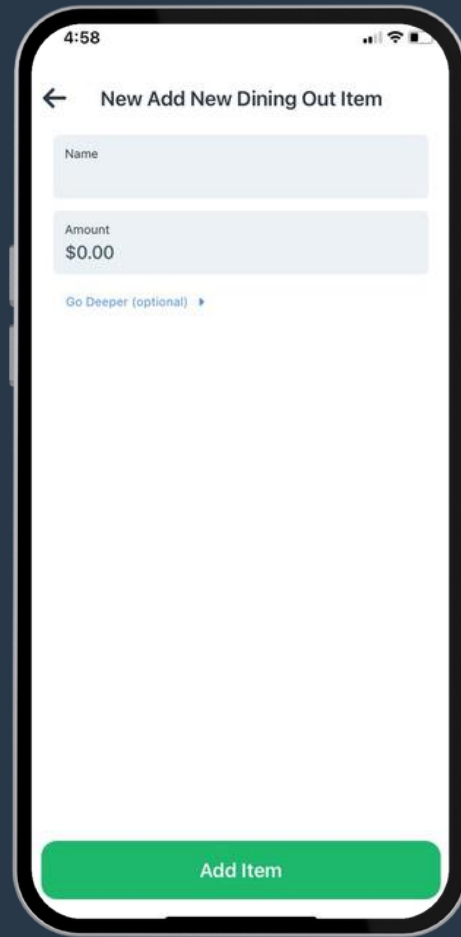 4:58
New Add New Dining Out Item
Name
Amount
$0.00
Go Deeper (optional)
Add Item